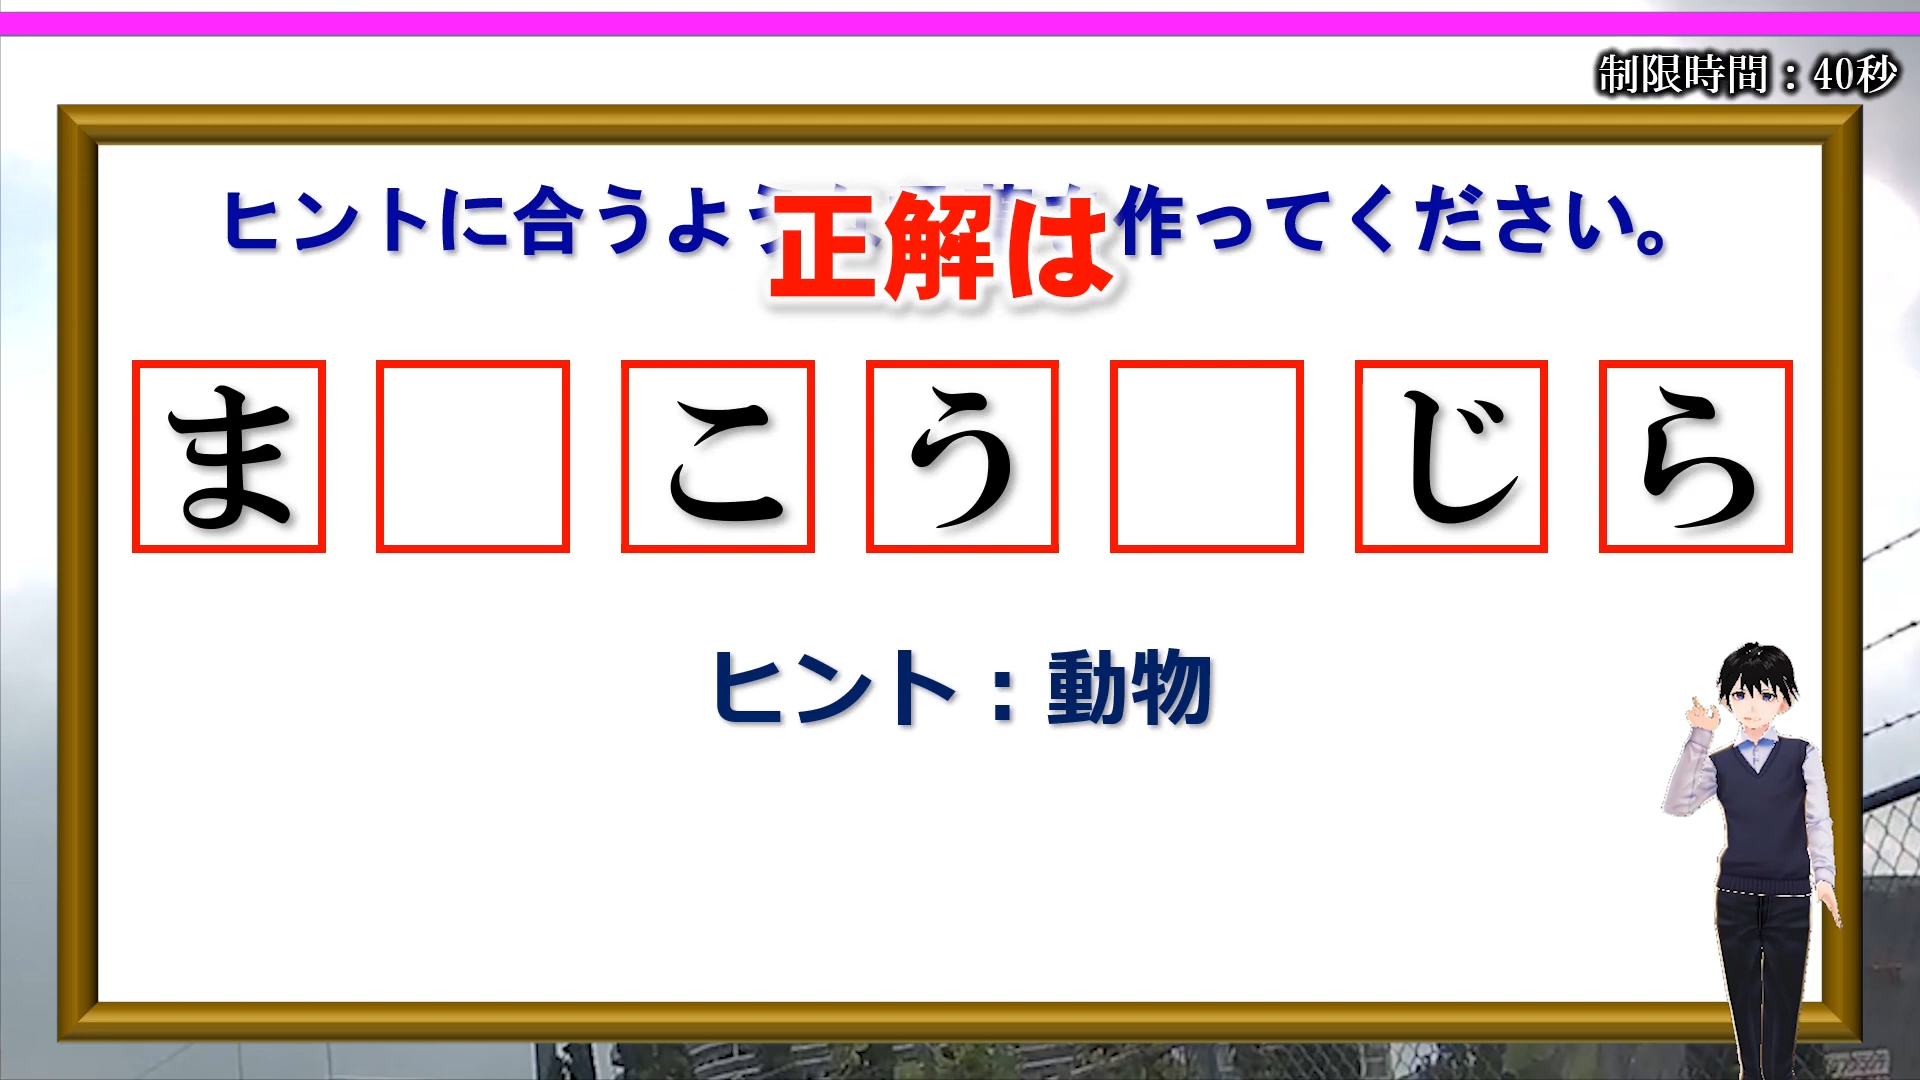 制限時間：40秒
ヒントに合うよう 作ってください。
正解は
ま こ う じ ら
ヒント：動物